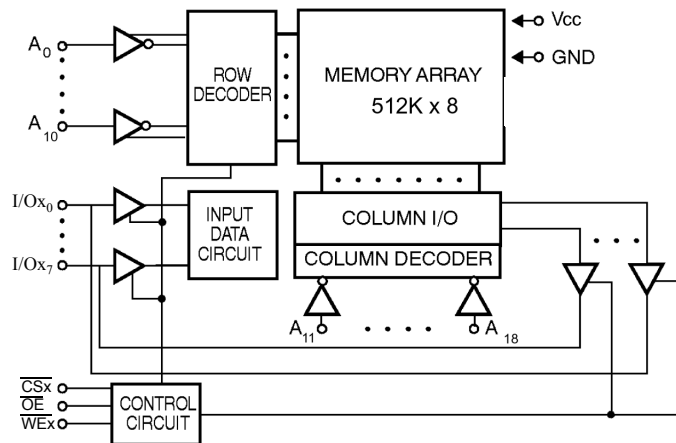 A0
A10
ROW DECODER
MEMORY ARRAY
512K x 8
Vcc
GND
I/Ox0
I/Ox7
INPUT
DATA
CIRCUIT
COLUMN I/O
COLUMN DECODER
A11
A18
CSx
OE
WEx
CONTROL
CIRCUIT